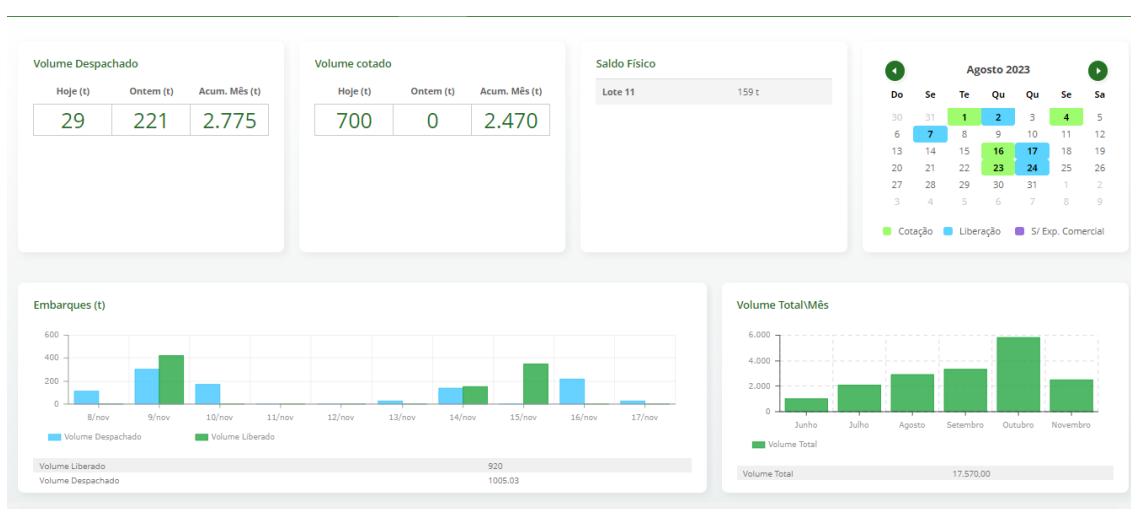 Volume Despachado
Hoje (t) Ontem (t) Acum. Mês (t)
29 221 2.775
Volume cotado
Hoje (t) Ontem (t) Acum. Mês (t)
700 0 2.470
Saldo Físico
Lote 11 159 t
Agosto 2023
Do Se Te Qu Qu Se Sa
30 31 1 2 3 4 5
6 7 8 9 10 11 12
13 14 15 16 17 18 19
20 21 22 23 24 25 26
27 28 29 30 31 1 2
3 4 5 6 7 8 9
Cotação Liberação S/ Exp. Comercial
Embarques (t)
600
400
200
0
8/nov 9/nov 10/nov 11/nov 12/nov 13/nov 14/nov 15/nov 16/nov 17/nov
Volume Despachado Volume Liberado
Volume Liberado 920
Volume Despachado 1005.03
Volume Total\Mês
6.000
4.000
2.000
0
Junho Julho Agosto Setembro Outubro Novembro
Volume Total
Volume Total 17.570,00